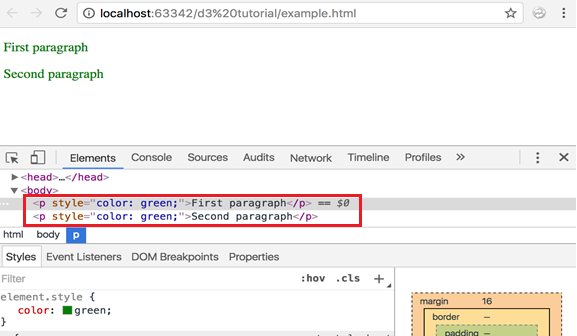 localhost:63342/d3%20tutorial/example.html
First paragraph
Second paragraph
Elements Console Sources Audits Network Timeline Profiles »
<head>…</head>
<body>
<p style="color: green;">First paragraph</p> == $0
<p style="color: green;">Second paragraph</p>
html body p
Styles Event Listeners DOM Breakpoints Properties
Filter :hov .cls +
element.style {
color: green;
}
margin 16
border –
padding –